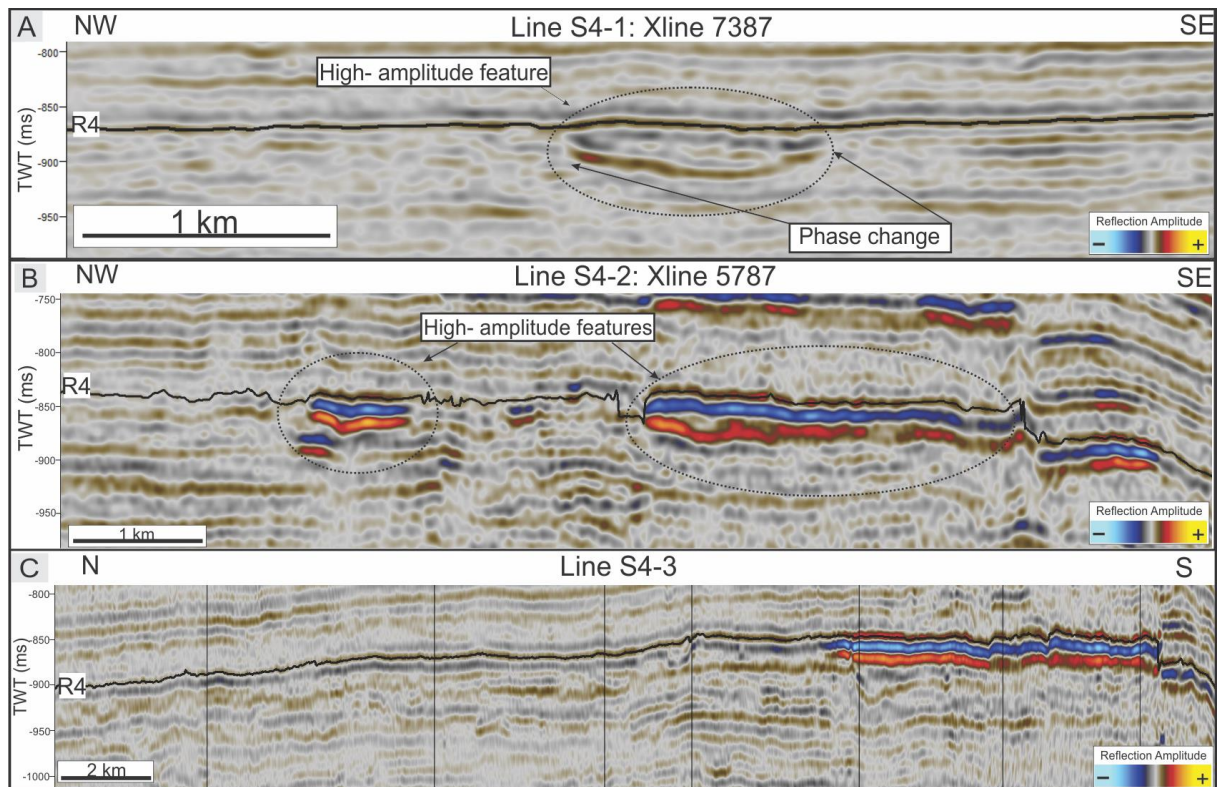 A NW Line S4-1: Xline 7387 SE
-800
High- amplitude feature
-850
R4
TWT (ms)
-900
-950
1 km
Phase change
Reflection Amplitude
− +
B NW Line S4-2: Xline 5787 SE
-750
High- amplitude features
-800
R4
TWT (ms)
-850
-900
-950
1 km
Reflection Amplitude
− +
C N Line S4-3 S
-800
TWT (ms)
-850
R4
-900
-950
2 km
-1000
Reflection Amplitude
− +